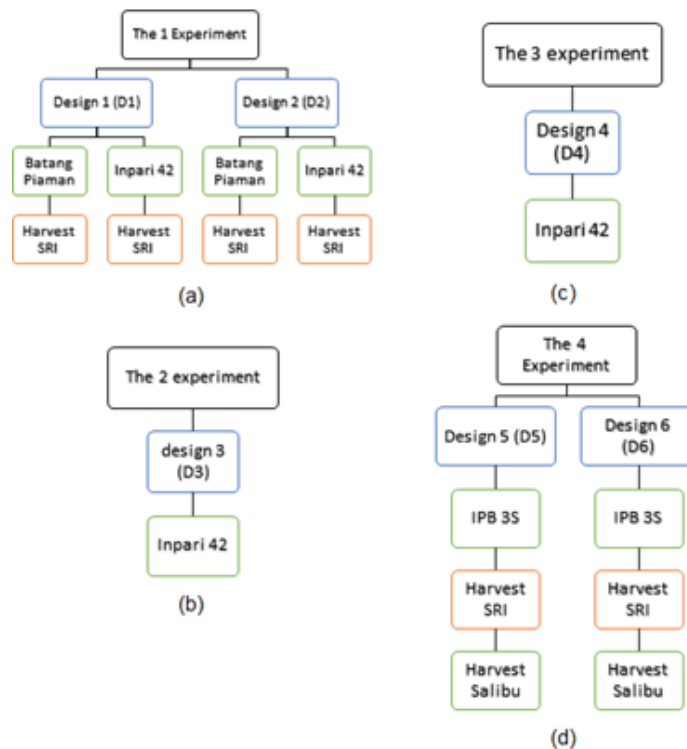 The 1 Experiment
Design 1 (D1)
Design 2 (D2)
Batang
Piaman
Inpari 42
Batang
Piaman
Inpari 42
Harvest
SRI
Harvest
SRI
Harvest
SRI
Harvest
SRI
(a)
The 2 experiment
design 3
(D3)
Inpari 42
(b)
The 3 experiment
Design 4
(D4)
Inpari 42
(c)
The 4
Experiment
Design 5 (D5)
Design 6
(D6)
IPB 3S
IPB 3S
Harvest
SRI
Harvest
SRI
Harvest
Salibu
Harvest
Salibu
(d)